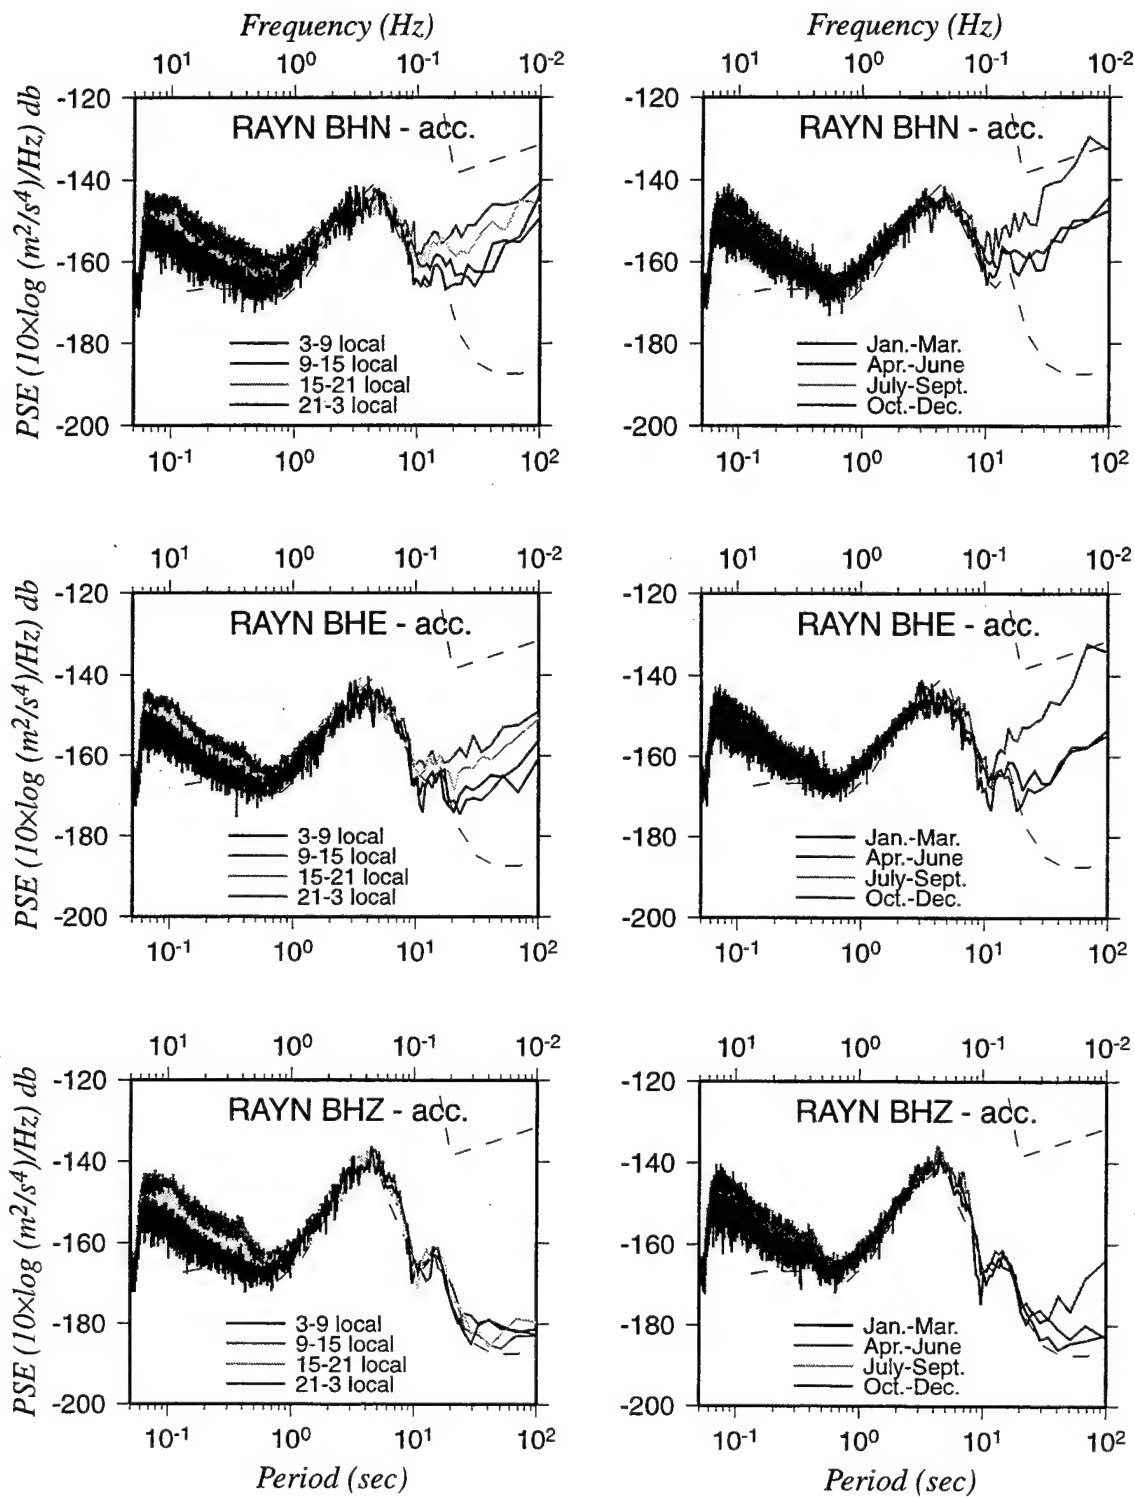 Frequency (Hz) Frequency (Hz)
10¹ 10⁰ 10⁻¹ 10⁻² 10¹ 10⁰ 10⁻¹ 10⁻²
PSE (10×log (m²/s⁴)/Hz) db
-120 -120
RAYN BHN - acc. RAYN BHN - acc.
-140 -140
-160 -160
-180 -180
3-9 local Jan.-Mar.
9-15 local Apr.-June
15-21 local July-Sept.
21-3 local Oct.-Dec.
-200 -200
10⁻¹ 10⁰ 10¹ 10² 10⁻¹ 10⁰ 10¹ 10²
10¹ 10⁰ 10⁻¹ 10⁻² 10¹ 10⁰ 10⁻¹ 10⁻²
PSE (10×log (m²/s⁴)/Hz) db
-120 -120
RAYN BHE - acc. RAYN BHE - acc.
-140 -140
-160 -160
-180 -180
3-9 local Jan.-Mar.
9-15 local Apr.-June
15-21 local July-Sept.
21-3 local Oct.-Dec.
-200 -200
10⁻¹ 10⁰ 10¹ 10² 10⁻¹ 10⁰ 10¹ 10²
10¹ 10⁰ 10⁻¹ 10⁻² 10¹ 10⁰ 10⁻¹ 10⁻²
PSE (10×log (m²/s⁴)/Hz) db
-120 -120
RAYN BHZ - acc. RAYN BHZ - acc.
-140 -140
-160 -160
-180 -180
3-9 local Jan.-Mar.
9-15 local Apr.-June
15-21 local July-Sept.
21-3 local Oct.-Dec.
-200 -200
10⁻¹ 10⁰ 10¹ 10² 10⁻¹ 10⁰ 10¹ 10²
Period (sec) Period (sec)